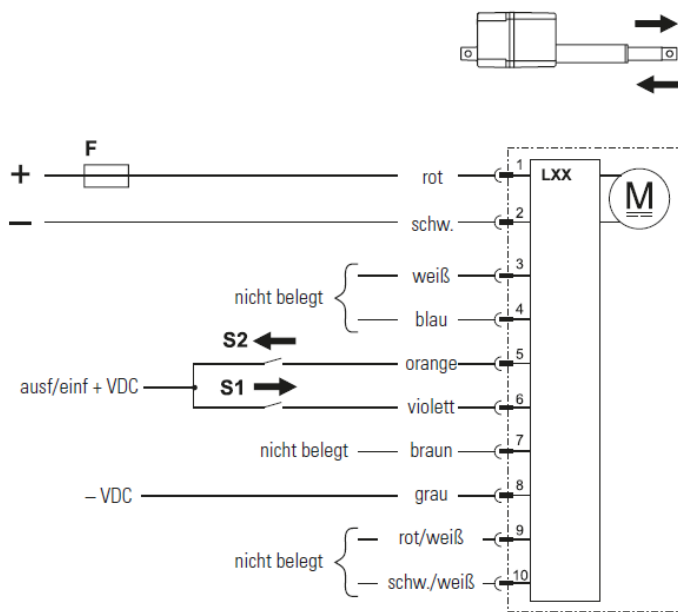 F
+ rot 1 LXX M
− schw. 2
weiß 3
nicht belegt
blau 4
S2
orange 5
ausf/einf + VDC
S1
violett 6
nicht belegt braun 7
– VDC grau 8
rot/weiß 9
nicht belegt
schw./weiß 10